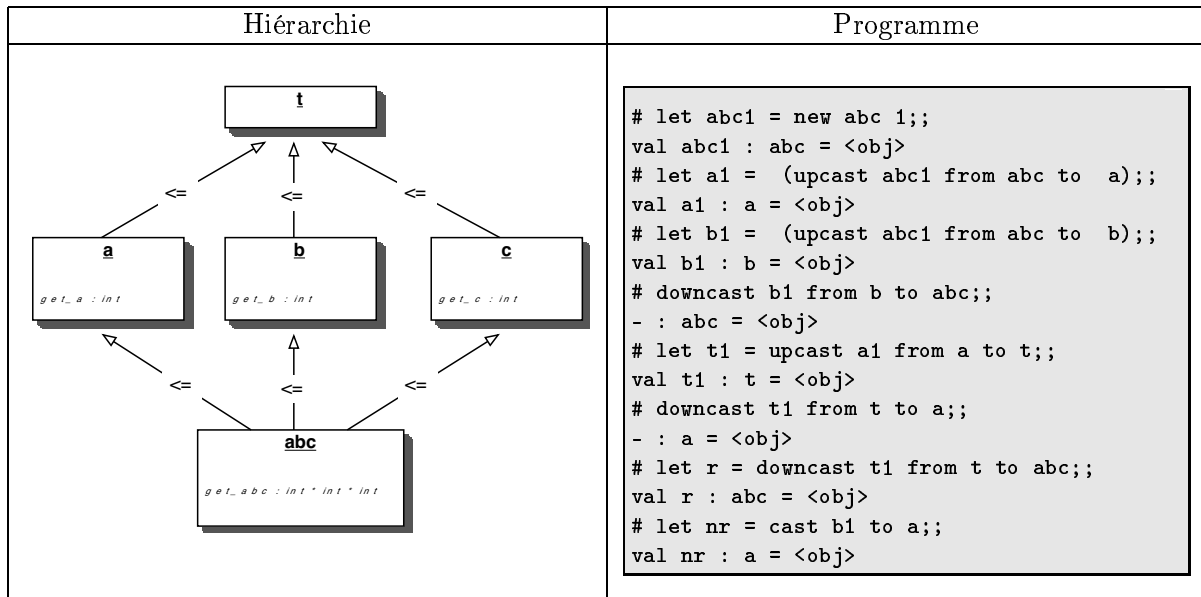 Hiérarchie
Programme
t
<=
<=
<=
a
get_a : int
b
get_b : int
c
get_c : int
<=
<=
<=
abc
get_abc : int * int * int
# let abc1 = new abc 1;;
val abc1 : abc = <obj>
# let a1 =  (upcast abc1 from abc to  a);;
val a1 : a = <obj>
# let b1 =  (upcast abc1 from abc to  b);;
val b1 : b = <obj>
# downcast b1 from b to abc;;
- : abc = <obj>
# let t1 = upcast a1 from a to t;;
val t1 : t = <obj>
# downcast t1 from t to a;;
- : a = <obj>
# let r = downcast t1 from t to abc;;
val r : abc = <obj>
# let nr = cast b1 to a;;
val nr : a = <obj>